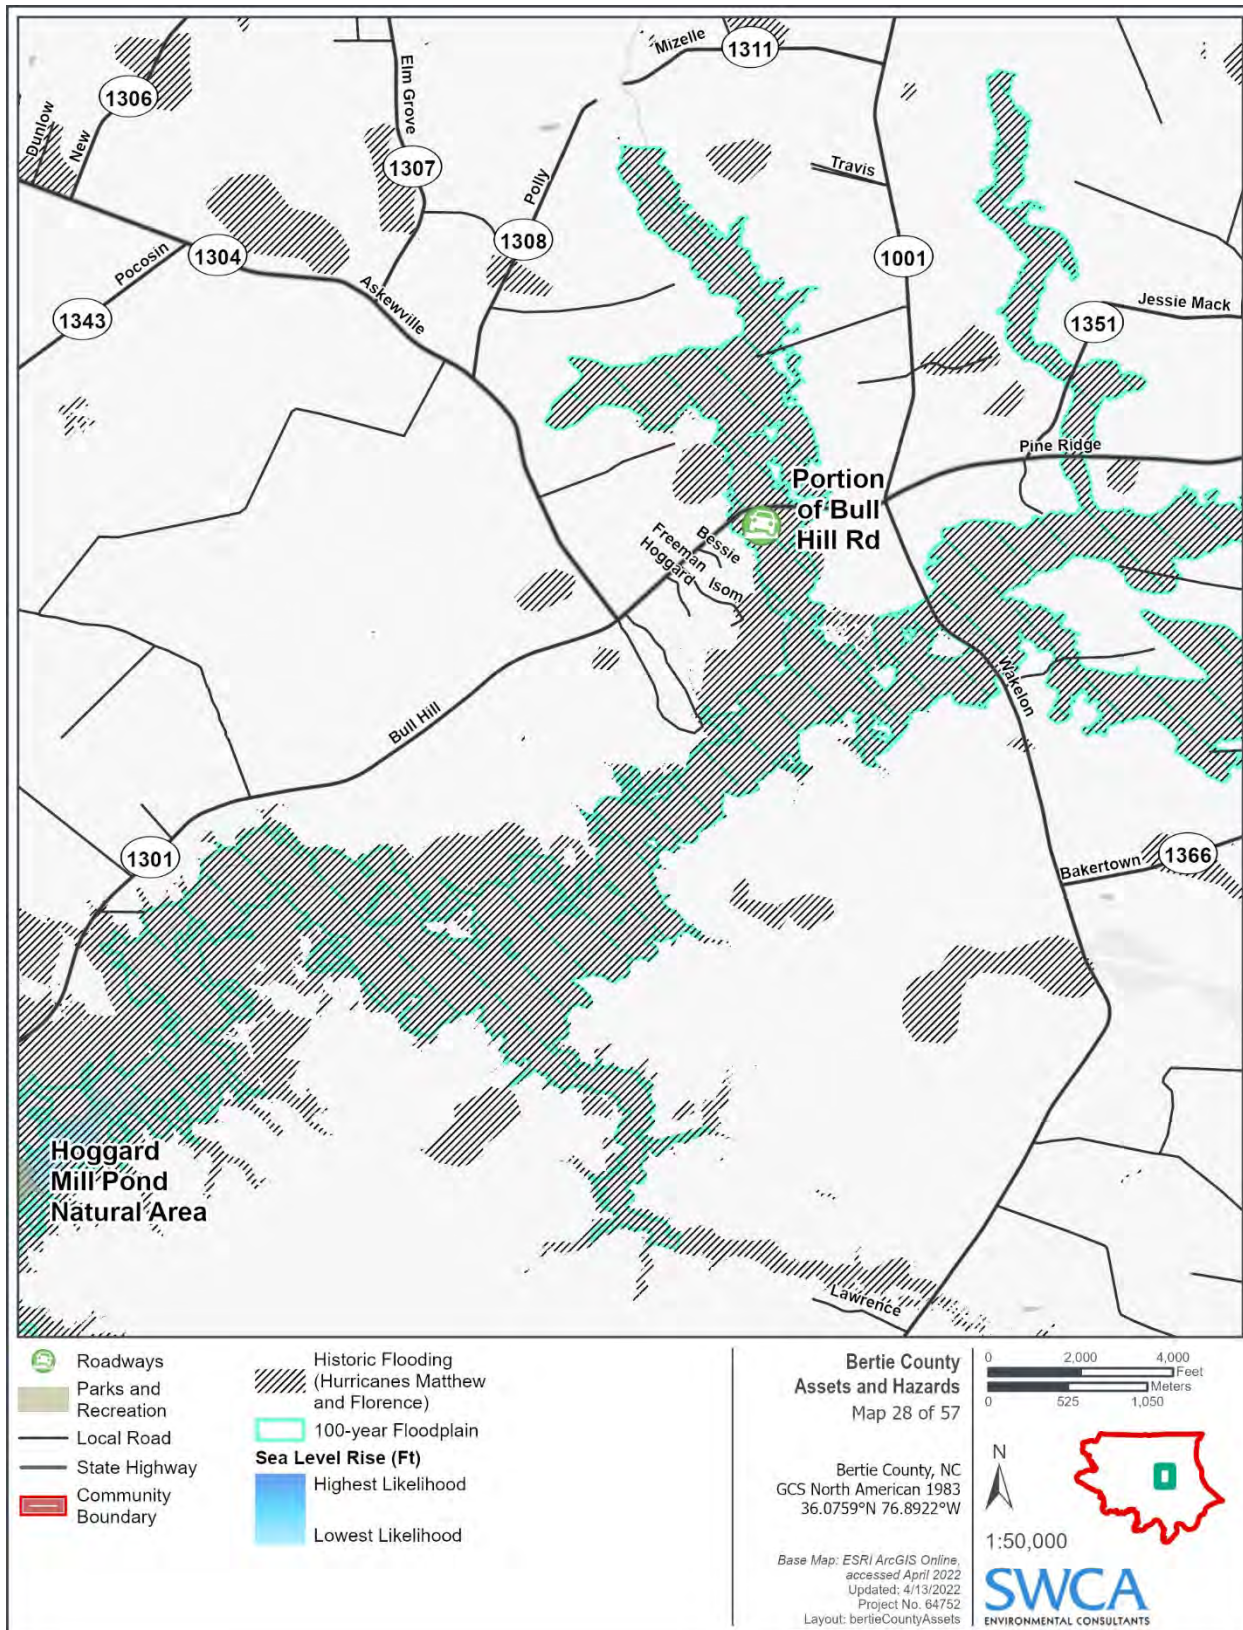 Mizelle
1311
1306
Elm Grove
Dunlow
New
1307
Polly
Travis
1308
1304
1001
Pocosin
1343
Askewville
Jessie Mack
1351
Pine Ridge
Portion
of Bull
Hill Rd
Bessie
Freeman
Hoggard
Isom
Wakelon
Bull Hill
1301
1366
Bakertown
Hoggard
Mill Pond
Natural Area
Lawrence
Roadways
Parks and
Recreation
Local Road
State Highway
Community
Boundary
Historic Flooding
(Hurricanes Matthew
and Florence)
100-year Floodplain
Sea Level Rise (Ft)
Highest Likelihood
Lowest Likelihood
Bertie County
Assets and Hazards
Map 28 of 57
Bertie County, NC
GCS North American 1983
36.0759°N 76.8922°W
Base Map: ESRI ArcGIS Online,
accessed April 2022
Updated: 4/13/2022
Project No. 64752
Layout: bertieCountyAssets
0 2,000 4,000
Feet
Meters
0 525 1,050
N
1:50,000
SWCA
ENVIRONMENTAL CONSULTANTS